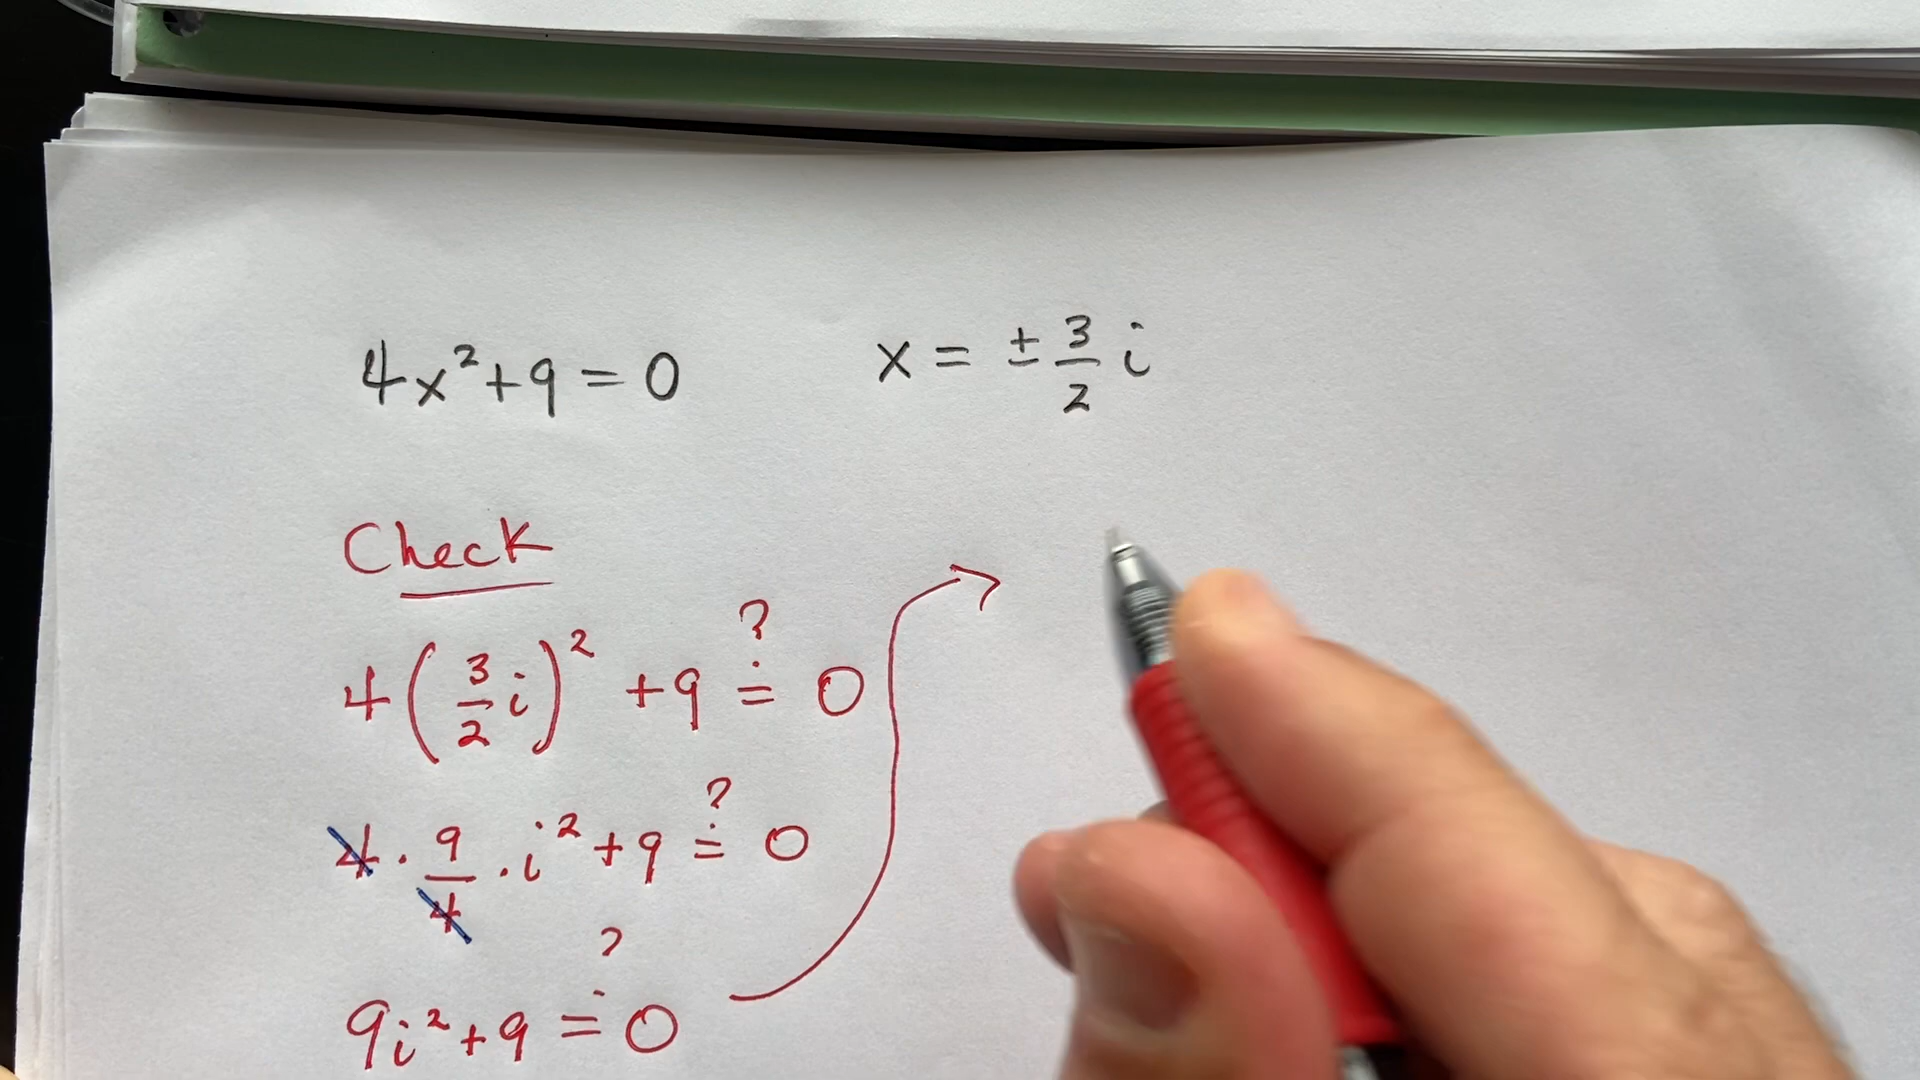 4x²+9=0
x = ± 3/2 i
Check
4(3/2 i)² +9 ?= 0
4 · 9/4 · i² +9 ?= 0
9i² +9 ?= 0